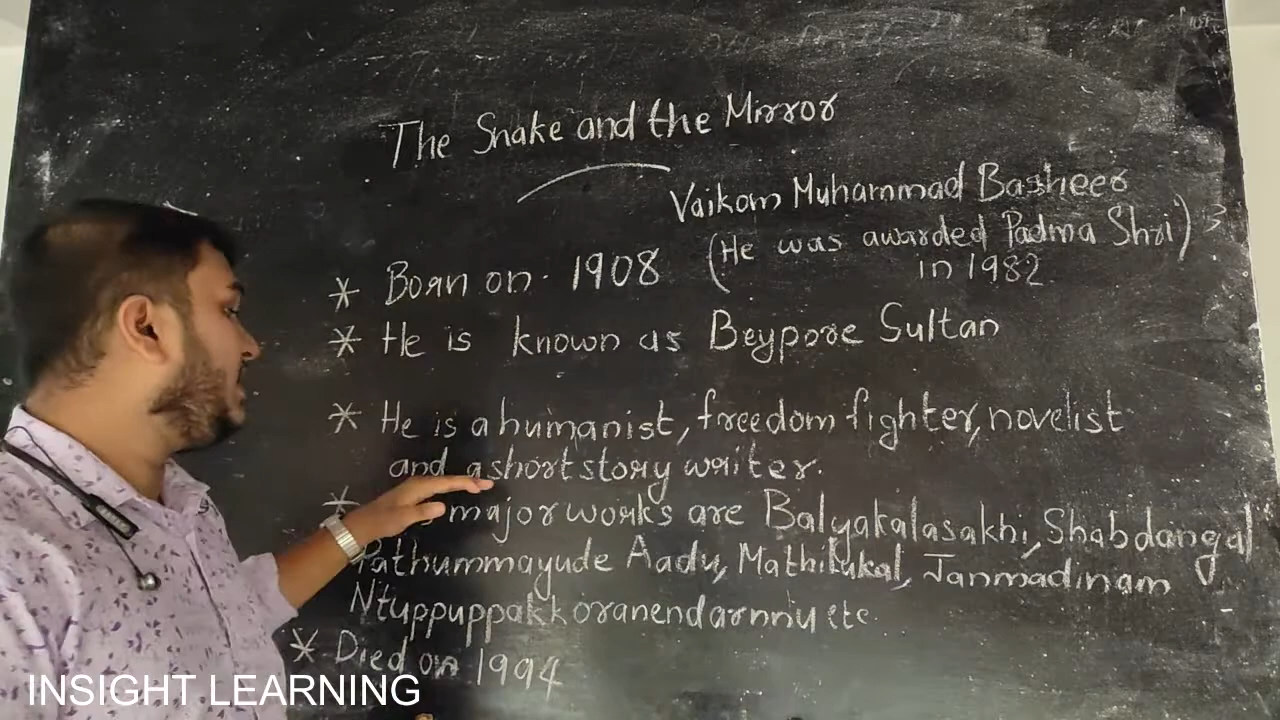 The Snake and the Mirror
Vaikom Muhammad Basheer
(He was awarded Padma Shri)
in 1982
* Born on. 1908
* He is known as Beypore Sultan
* He is a humanist, freedom fighter, novelist
and a short story writer.
* major works are Balyakalasakhi, Shabdangal
Pathummayude Aadu, Mathilukal, Janmadinam
Ntuppuppakkoranendarnnu etc.
* Died on 1994
INSIGHT LEARNING